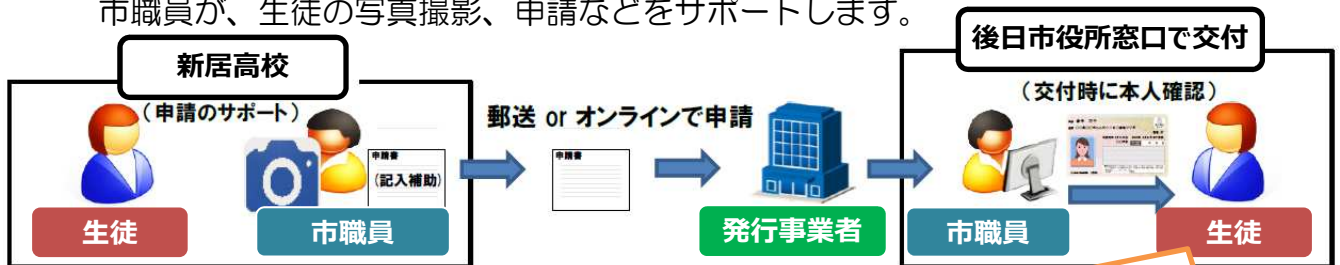 市職員が、生徒の写真撮影、申請などをサポートします。
新居高校
(申請のサポート)
申請書
(記入補助)
生徒
市職員
郵送 or オンラインで申請
申請書
発行事業者
後日市役所窓口で交付
(交付時に本人確認)
市職員
生徒